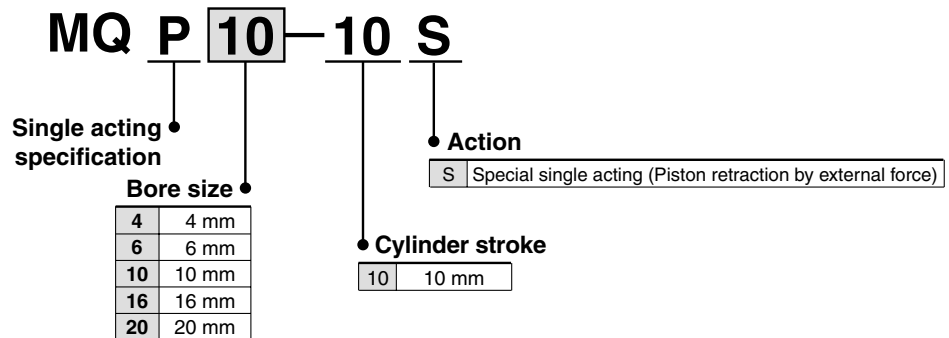 MQ P 10 — 10 S
Single acting
specification
Bore size
4 4 mm
6 6 mm
10 10 mm
16 16 mm
20 20 mm
Cylinder stroke
10 10 mm
Action
S Special single acting (Piston retraction by external force)